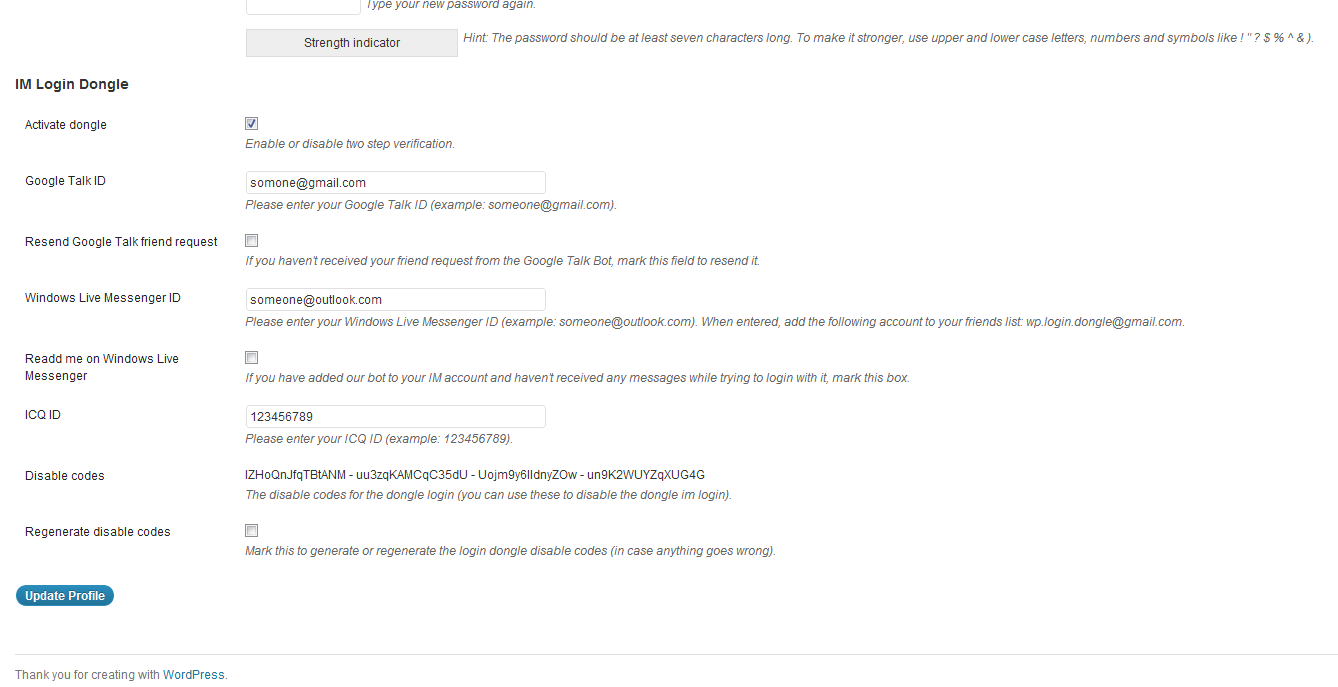 Type your new password again.
Strength indicator
Hint: The password should be at least seven characters long. To make it stronger, use upper and lower case letters, numbers and symbols like ! " ? $ % ^ & ).
IM Login Dongle
Activate dongle
Enable or disable two step verification.
Google Talk ID
somone@gmail.com
Please enter your Google Talk ID (example: someone@gmail.com).
Resend Google Talk friend request
If you haven't received your friend request from the Google Talk Bot, mark this field to resend it.
Windows Live Messenger ID
someone@outlook.com
Please enter your Windows Live Messenger ID (example: someone@outlook.com). When entered, add the following account to your friends list: wp.login.dongle@gmail.com.
Readd me on Windows Live
Messenger
If you have added our bot to your IM account and haven't received any messages while trying to login with it, mark this box.
ICQ ID
123456789
Please enter your ICQ ID (example: 123456789).
Disable codes
IZHoQnJfqTBtANM - uu3zqKAMCqC35dU - Uojm9y6IldnyZOw - un9K2WUYZqXUG4G
The disable codes for the dongle login (you can use these to disable the dongle im login).
Regenerate disable codes
Mark this to generate or regenerate the login dongle disable codes (in case anything goes wrong).
Update Profile
Thank you for creating with WordPress.